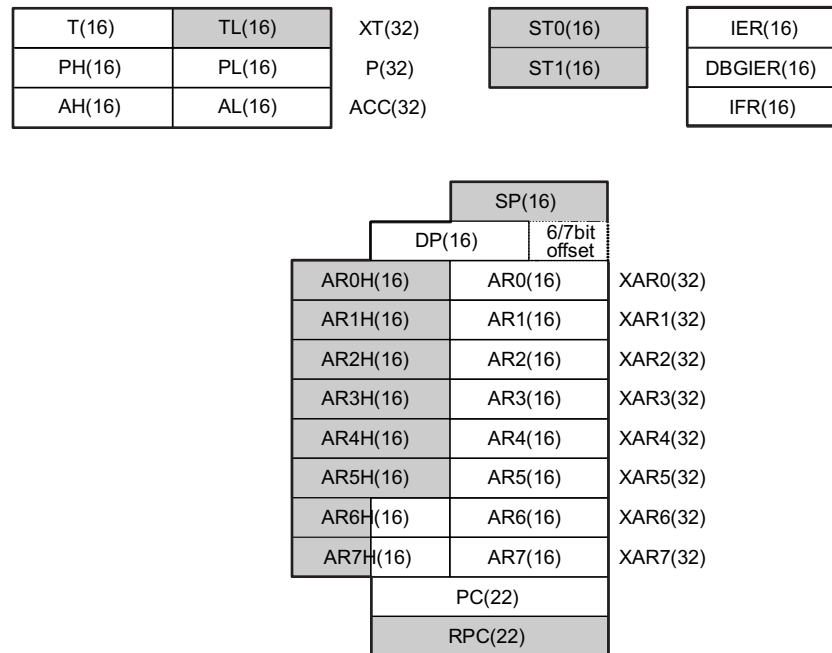 T(16) TL(16) XT(32) ST0(16) IER(16)
PH(16) PL(16) P(32) ST1(16) DBGIER(16)
AH(16) AL(16) ACC(32) IFR(16)
SP(16)
DP(16) 6/7bit
offset
AR0H(16) AR0(16) XAR0(32)
AR1H(16) AR1(16) XAR1(32)
AR2H(16) AR2(16) XAR2(32)
AR3H(16) AR3(16) XAR3(32)
AR4H(16) AR4(16) XAR4(32)
AR5H(16) AR5(16) XAR5(32)
AR6H(16) AR6(16) XAR6(32)
AR7H(16) AR7(16) XAR7(32)
PC(22)
RPC(22)